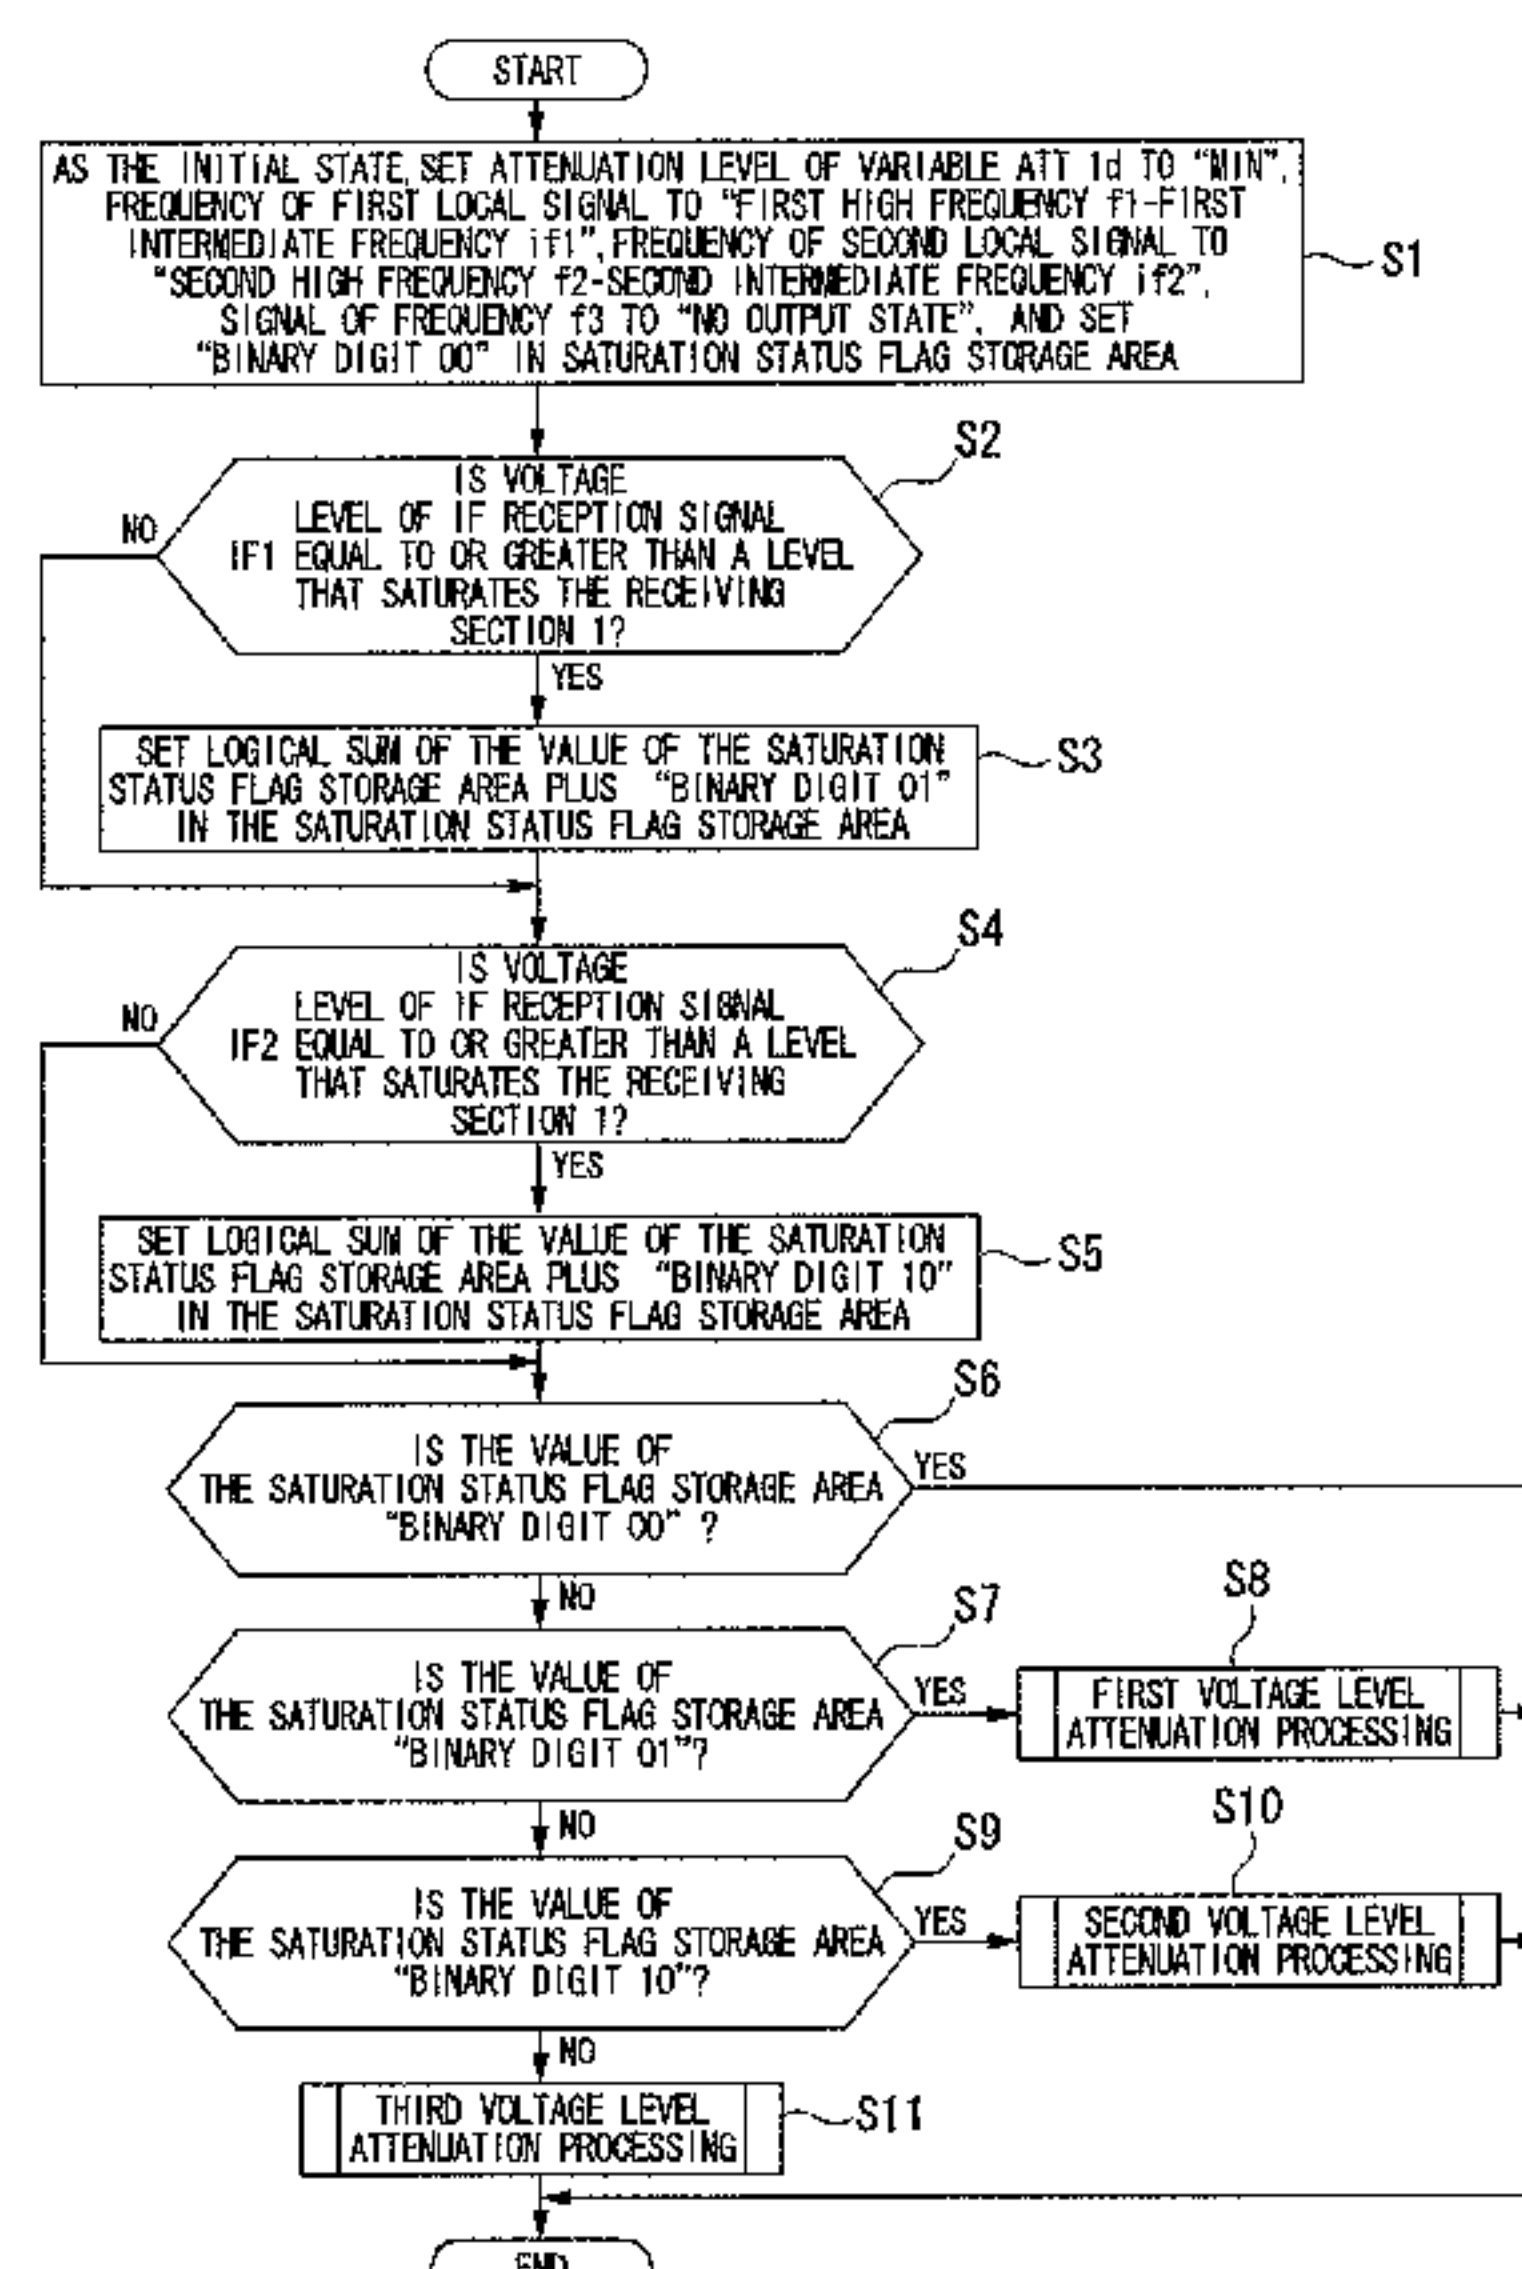 START
AS THE INITIAL STATE, SET ATTENUATION LEVEL OF VARIABLE ATT 1d TO “MIN”,
FREQUENCY OF FIRST LOCAL SIGNAL TO “FIRST HIGH FREQUENCY f1-FIRST
INTERMEDIATE FREQUENCY if1”, FREQUENCY OF SECOND LOCAL SIGNAL TO
“SECOND HIGH FREQUENCY f2-SECOND INTERMEDIATE FREQUENCY if2”,
SIGNAL OF FREQUENCY f3 TO “NO OUTPUT STATE”, AND SET
“BINARY DIGIT 00” IN SATURATION STATUS FLAG STORAGE AREA
S1
S2
IS VOLTAGE
LEVEL OF IF RECEPTION SIGNAL
IF1 EQUAL TO OR GREATER THAN A LEVEL
THAT SATURATES THE RECEIVING
SECTION 1?
NO
YES
SET LOGICAL SUM OF THE VALUE OF THE SATURATION
STATUS FLAG STORAGE AREA PLUS “BINARY DIGIT 01”
IN THE SATURATION STATUS FLAG STORAGE AREA
S3
S4
IS VOLTAGE
LEVEL OF IF RECEPTION SIGNAL
IF2 EQUAL TO OR GREATER THAN A LEVEL
THAT SATURATES THE RECEIVING
SECTION 1?
NO
YES
SET LOGICAL SUM OF THE VALUE OF THE SATURATION
STATUS FLAG STORAGE AREA PLUS “BINARY DIGIT 10”
IN THE SATURATION STATUS FLAG STORAGE AREA
S5
S6
IS THE VALUE OF
THE SATURATION STATUS FLAG STORAGE AREA
“BINARY DIGIT 00” ?
YES
NO
S7
IS THE VALUE OF
THE SATURATION STATUS FLAG STORAGE AREA
“BINARY DIGIT 01”?
YES
S8
FIRST VOLTAGE LEVEL
ATTENUATION PROCESSING
NO
S9
IS THE VALUE OF
THE SATURATION STATUS FLAG STORAGE AREA
“BINARY DIGIT 10”?
YES
S10
SECOND VOLTAGE LEVEL
ATTENUATION PROCESSING
NO
THIRD VOLTAGE LEVEL
ATTENUATION PROCESSING
S11
END